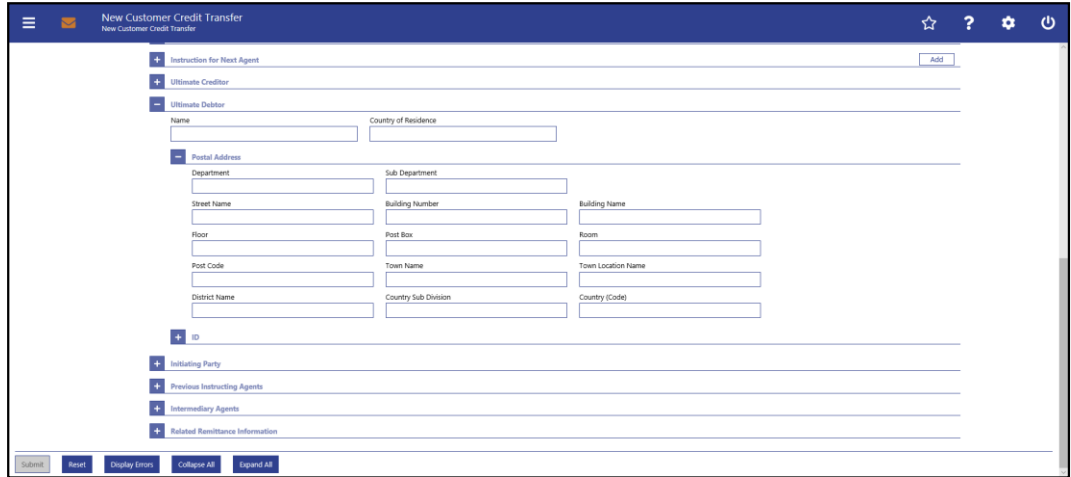 New Customer Credit Transfer
New Customer Credit Transfer
Instruction for Next Agent Add
Ultimate Creditor
Ultimate Debtor
Name Country of Residence
Postal Address
Department Sub Department
Street Name Building Number Building Name
Floor Post Box Room
Post Code Town Name Town Location Name
District Name Country Sub Division Country (Code)
ID
Initiating Party
Previous Instructing Agents
Intermediary Agents
Related Remittance Information
Submit Reset Display Errors Collapse All Expand All